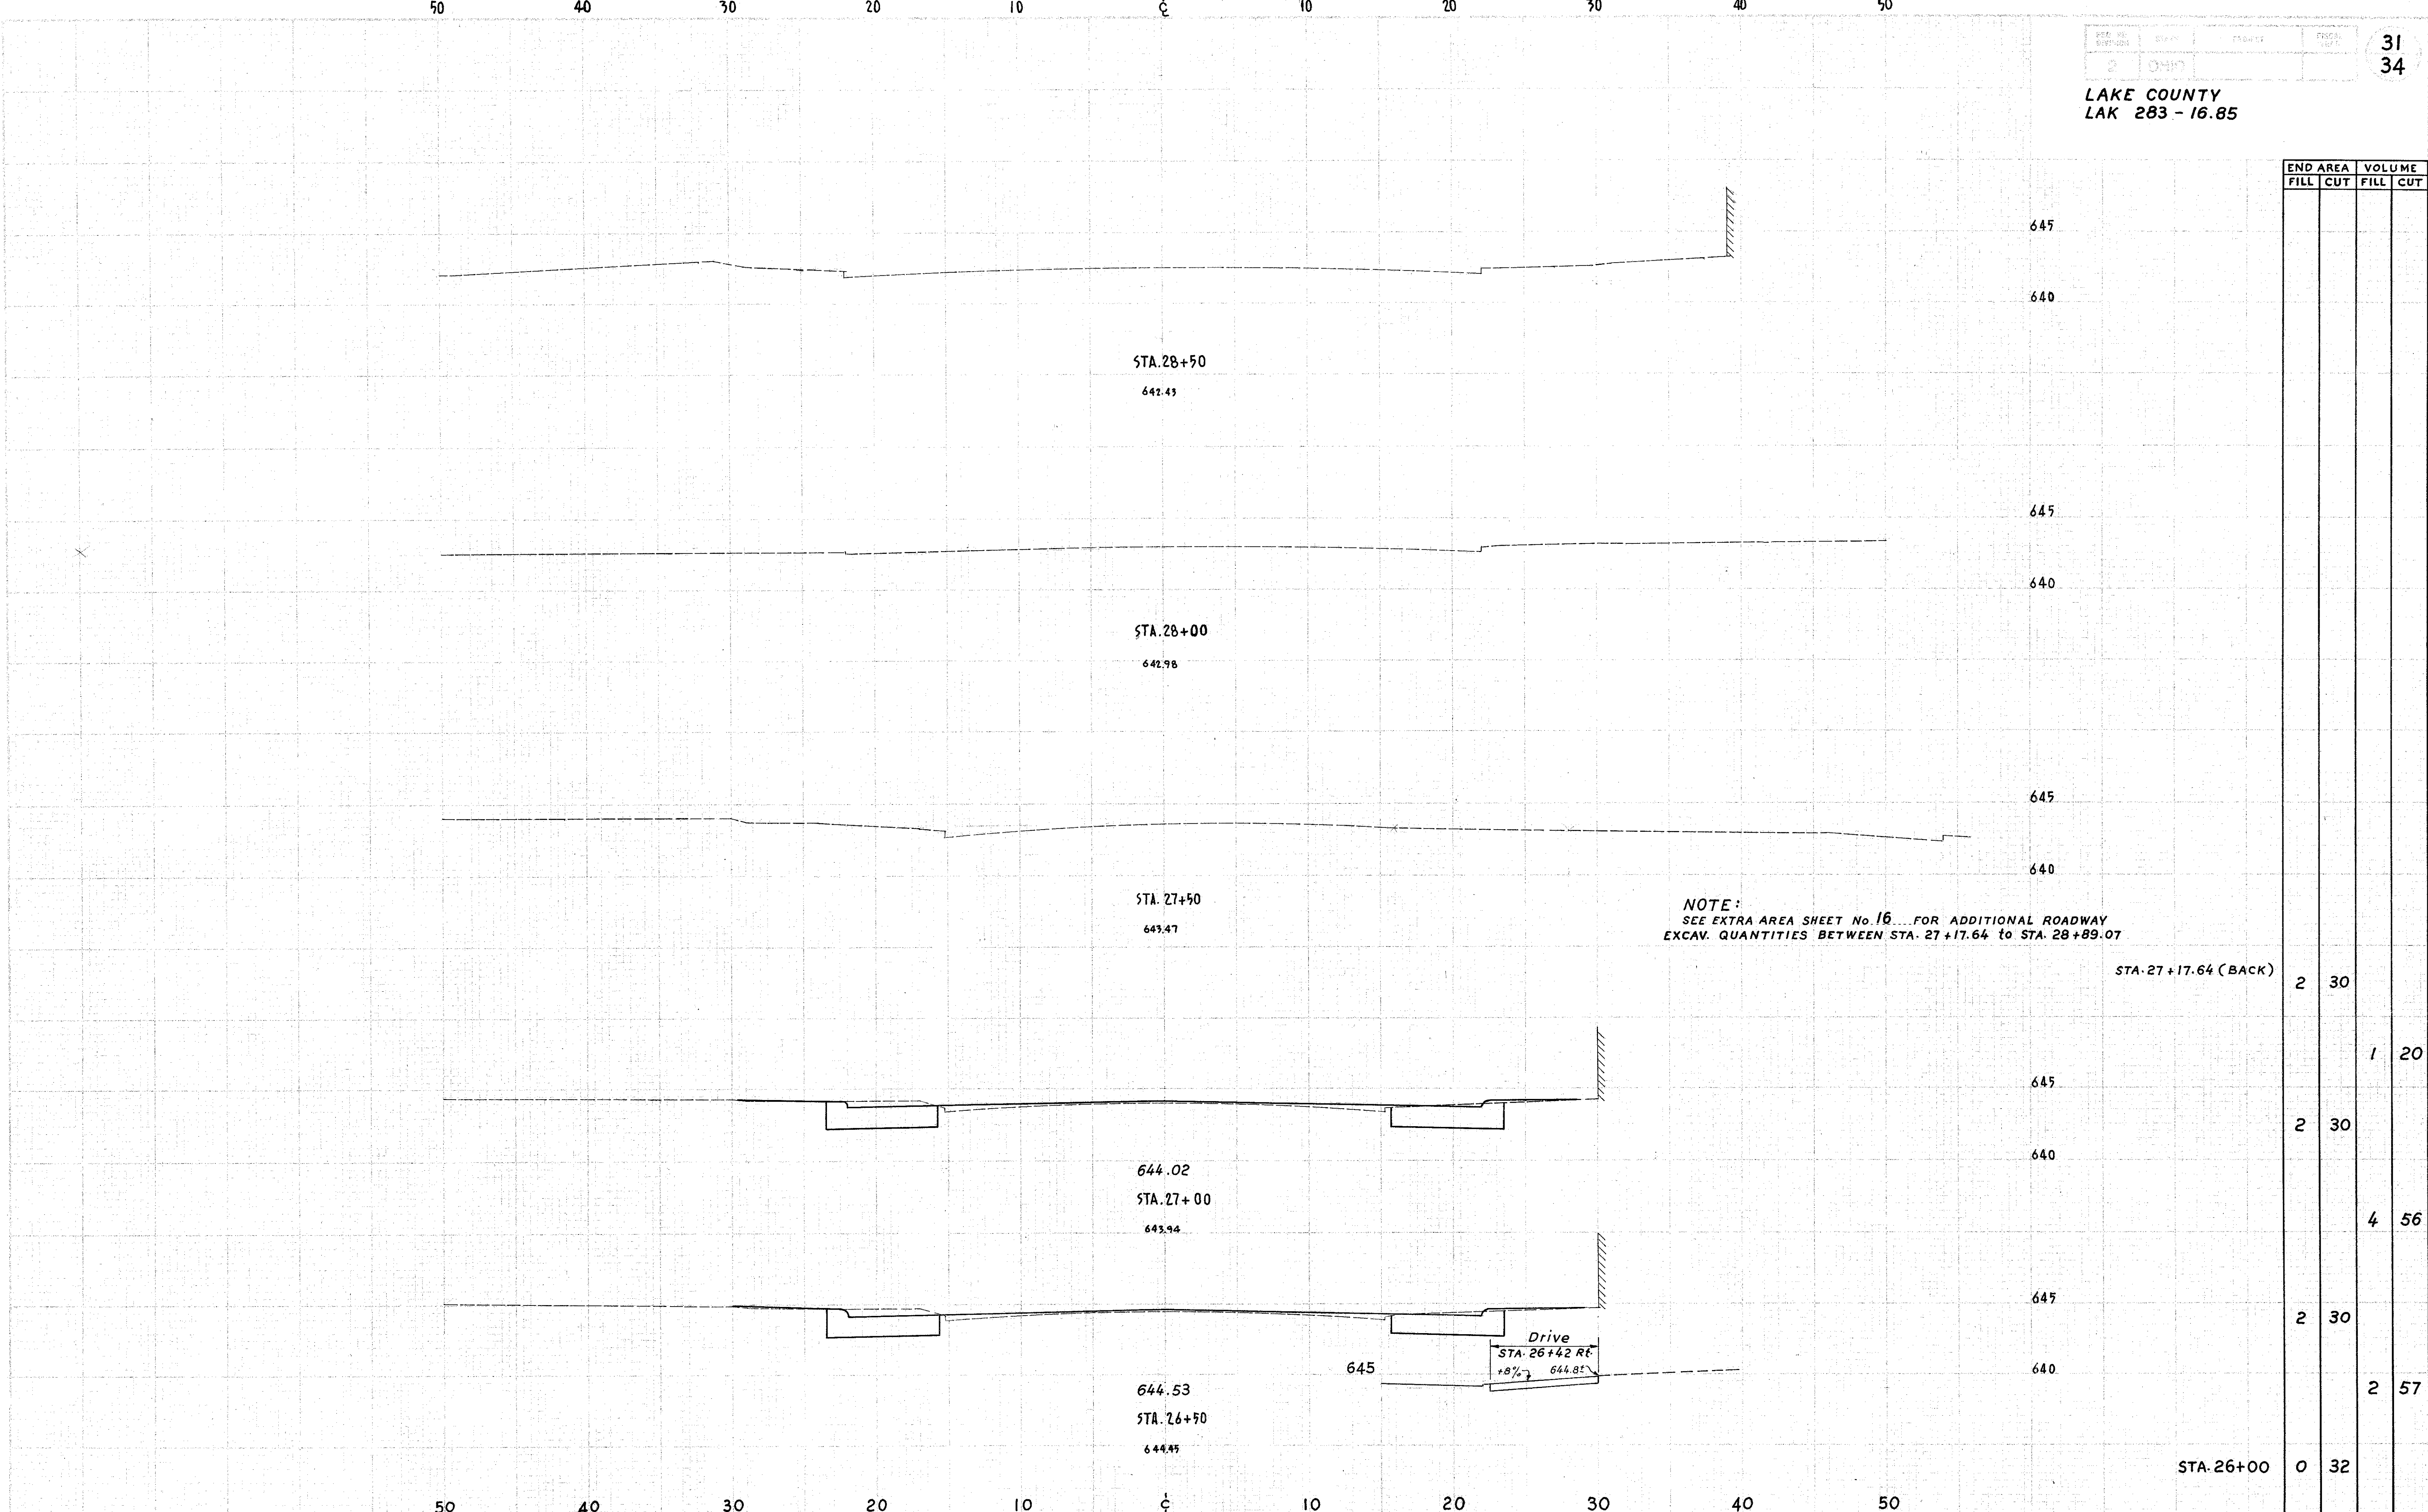 50 40 30 20 10 ℄ 10 20 30 40 50
31
34
2 OHIO
LAKE COUNTY
LAK 283 - 16.85
END AREA VOLUME
FILL CUT FILL CUT
645
640
STA.28+50
642.43
645
640
STA.28+00
642.98
645
640
STA. 27+50
643.47
NOTE:
SEE EXTRA AREA SHEET No. 16 FOR ADDITIONAL ROADWAY
EXCAV. QUANTITIES BETWEEN STA. 27+17.64 to STA. 28+89.07
STA. 27+17.64 (BACK) 2 30
1 20
645
2 30
640
644.02
STA. 27+00
643.94
4 56
645
2 30
Drive
STA. 26+42 Rt.
+8% 644.8±
645
640
644.53
2 57
STA. 26+50
644.45
STA. 26+00 0 32
50 40 30 20 10 ℄ 10 20 30 40 50